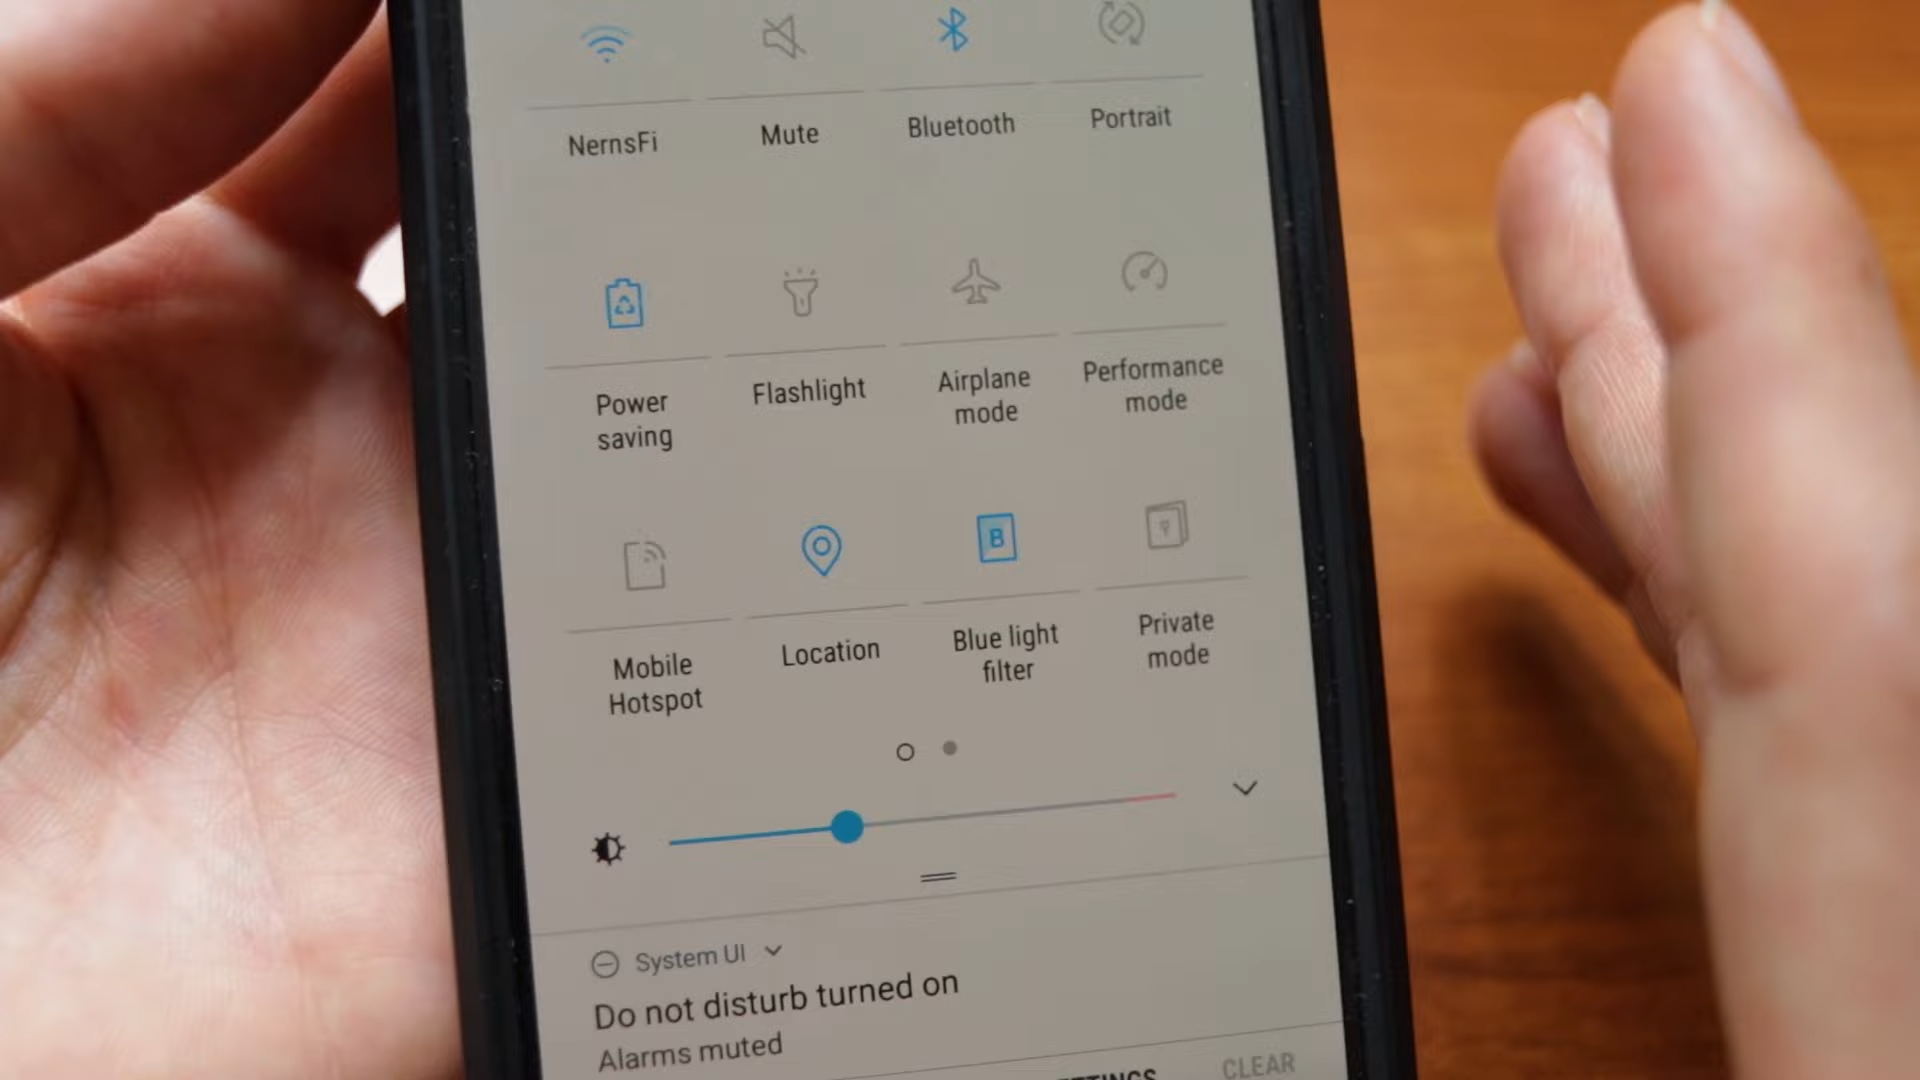 NernsFi Mute Bluetooth Portrait
Power saving
Flashlight
Airplane mode
Performance mode
Mobile Hotspot
Location
B
Blue light filter
Private mode
System UI
Do not disturb turned on
Alarms muted
CLEAR